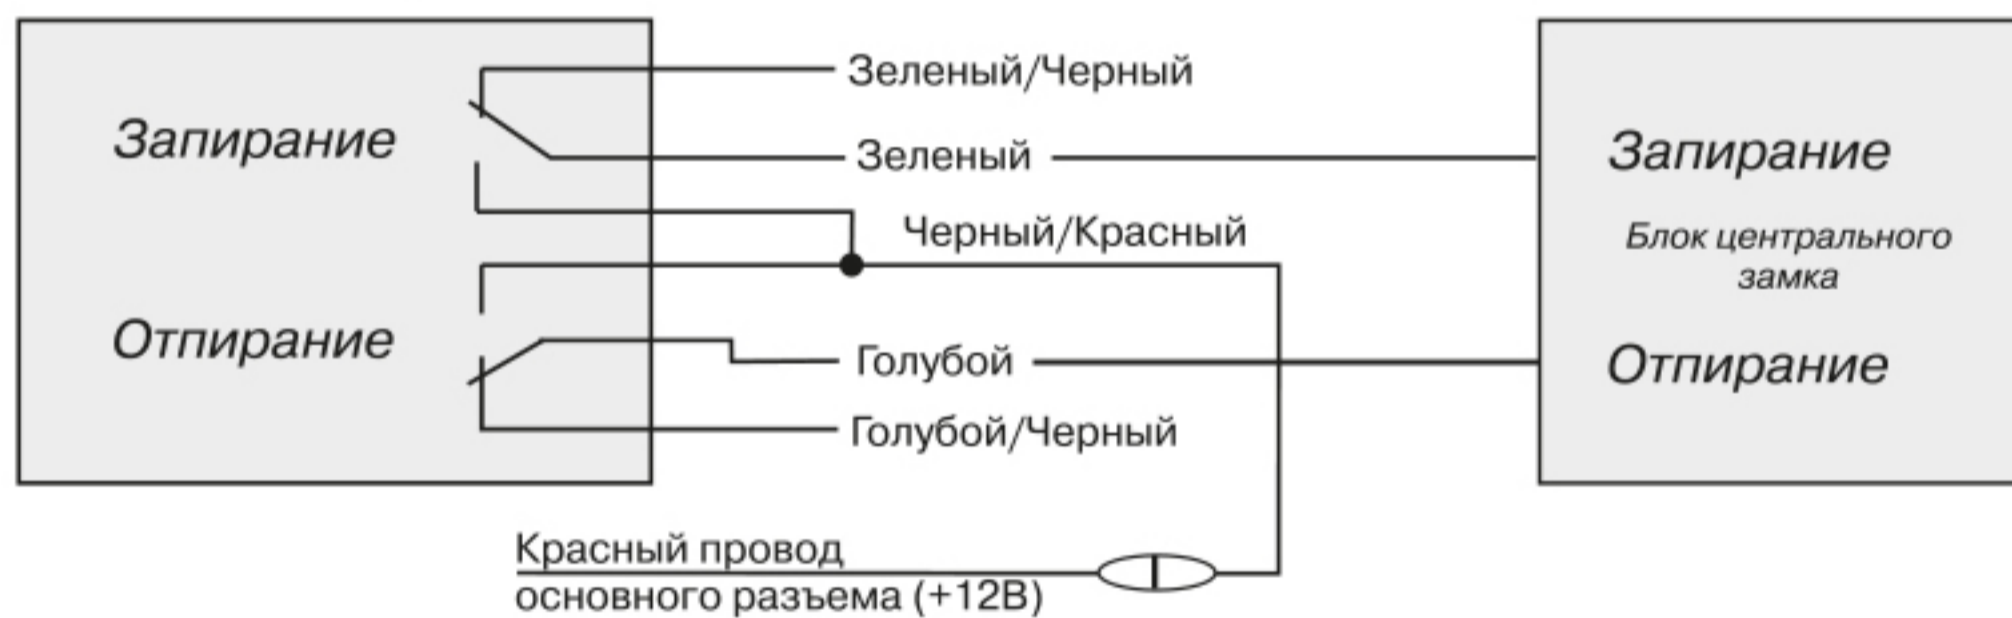 Зеленый/Черный
Запирание
Зеленый
Запирание
Черный/Красный
Блок центрального
замка
Отпирание
Голубой
Отпирание
Голубой/Черный
Красный провод
основного разъема (+12В)